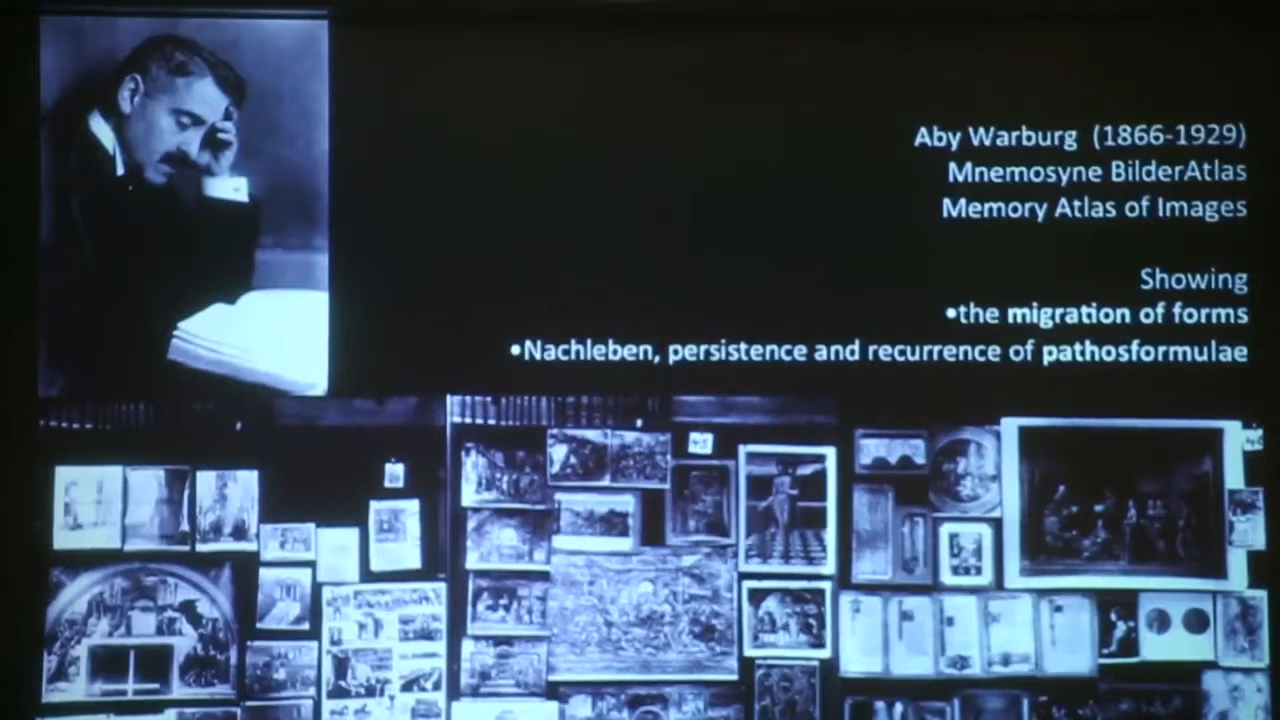 Aby Warburg (1866-1929)
Mnemosyne BilderAtlas
Memory Atlas of Images
Showing
•the migration of forms
•Nachleben, persistence and recurrence of pathosformulae
45